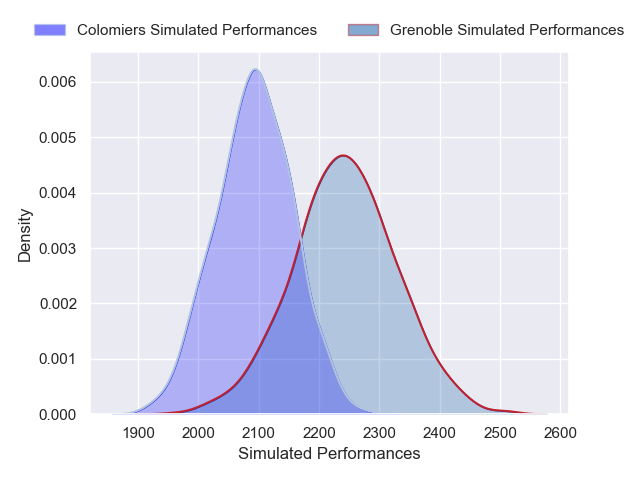 Colomiers Simulated Performances Grenoble Simulated Performances
0.006
0.005
0.004
0.003
0.002
0.001
0.000
Density
1900 2000 2100 2200 2300 2400 2500 2600
Simulated Performances